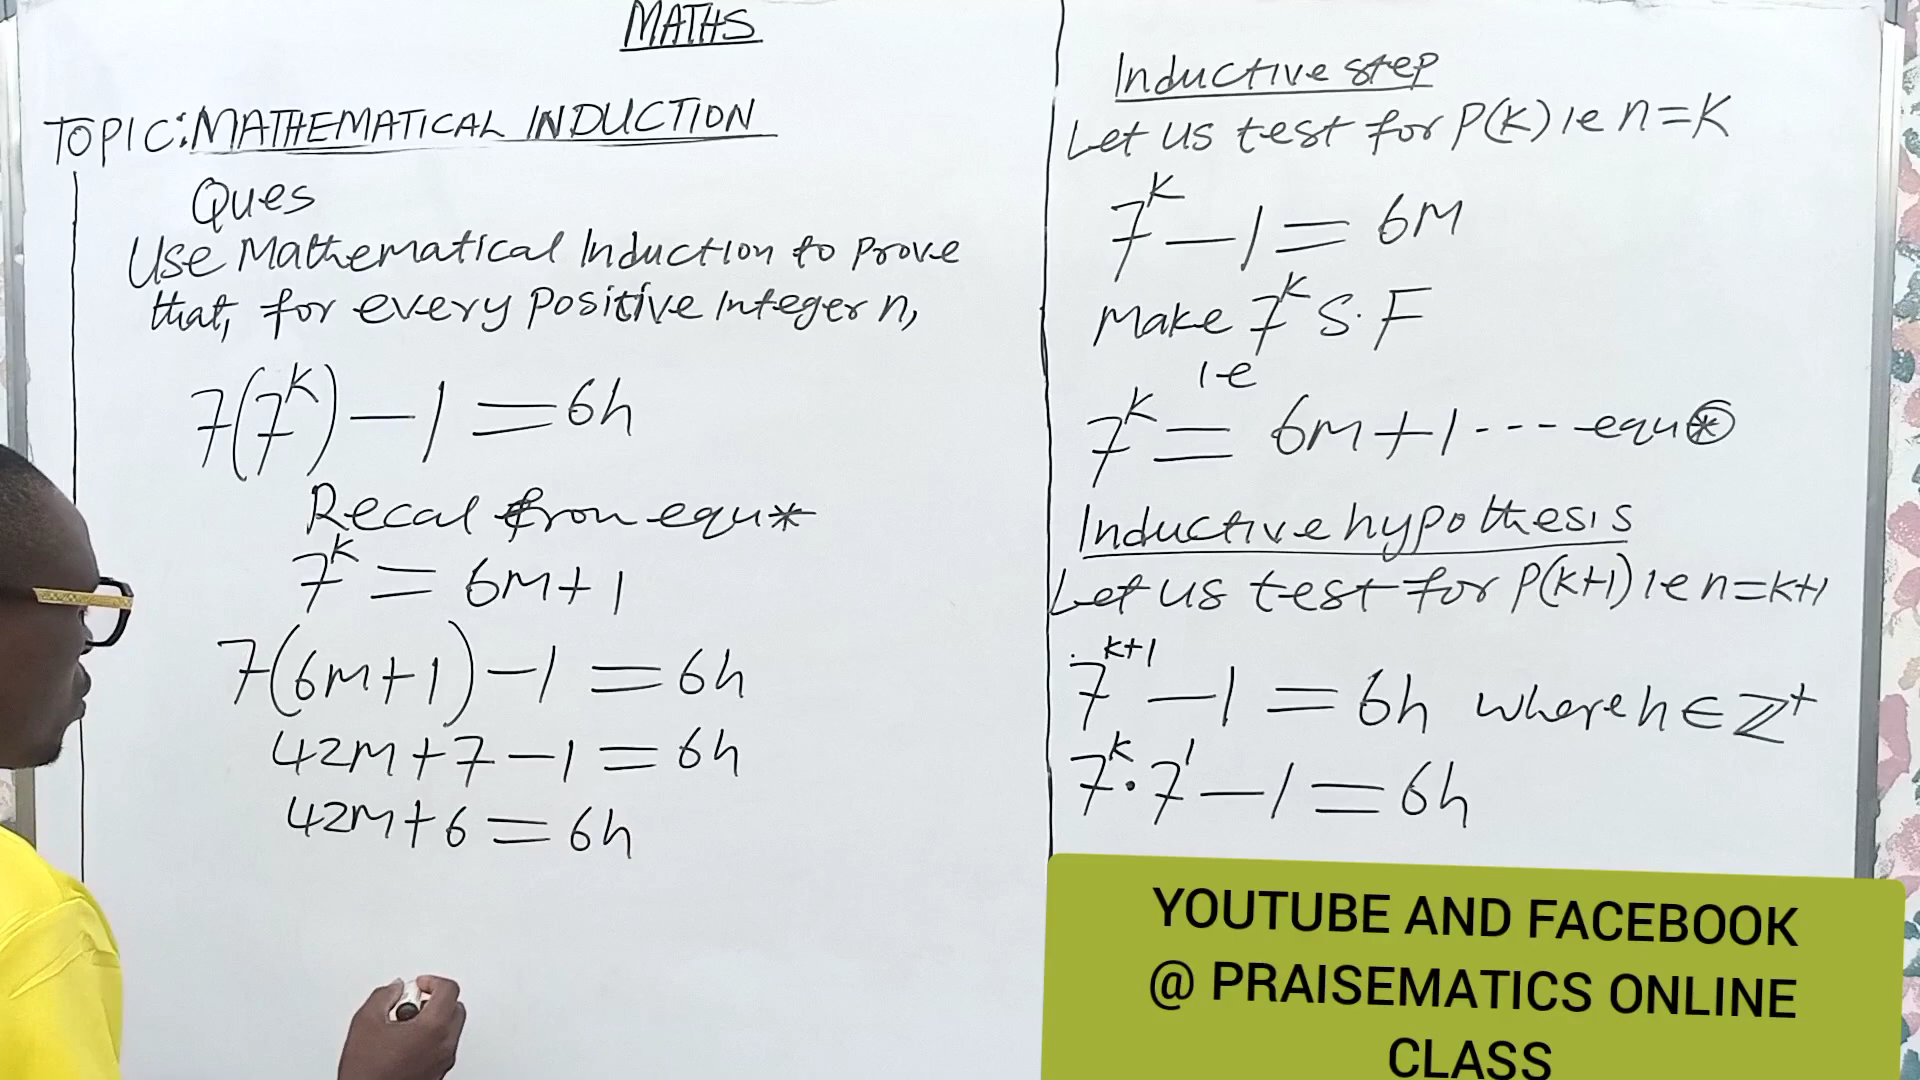 MATHS
TOPIC: MATHEMATICAL INDUCTION
Ques
Use Mathematical Induction to prove
that, for every positive Integer n,
7(7^k) - 1 = 6h
Recal from equ *
7^k = 6m + 1
7(6m + 1) - 1 = 6h
42m + 7 - 1 = 6h
42m + 6 = 6h
Inductive step
Let us test for P(k) ie n = k
7^k - 1 = 6m
make 7^k S.F
i-e
7^k = 6m + 1 ---- equ ⊛
Inductive hypothesis
Let us test for P(k+1) ie n = k+1
7^{k+1} - 1 = 6h where h ∈ ℤ⁺
7^k · 7^1 - 1 = 6h
YOUTUBE AND FACEBOOK
@ PRAISEMATICS ONLINE
CLASS